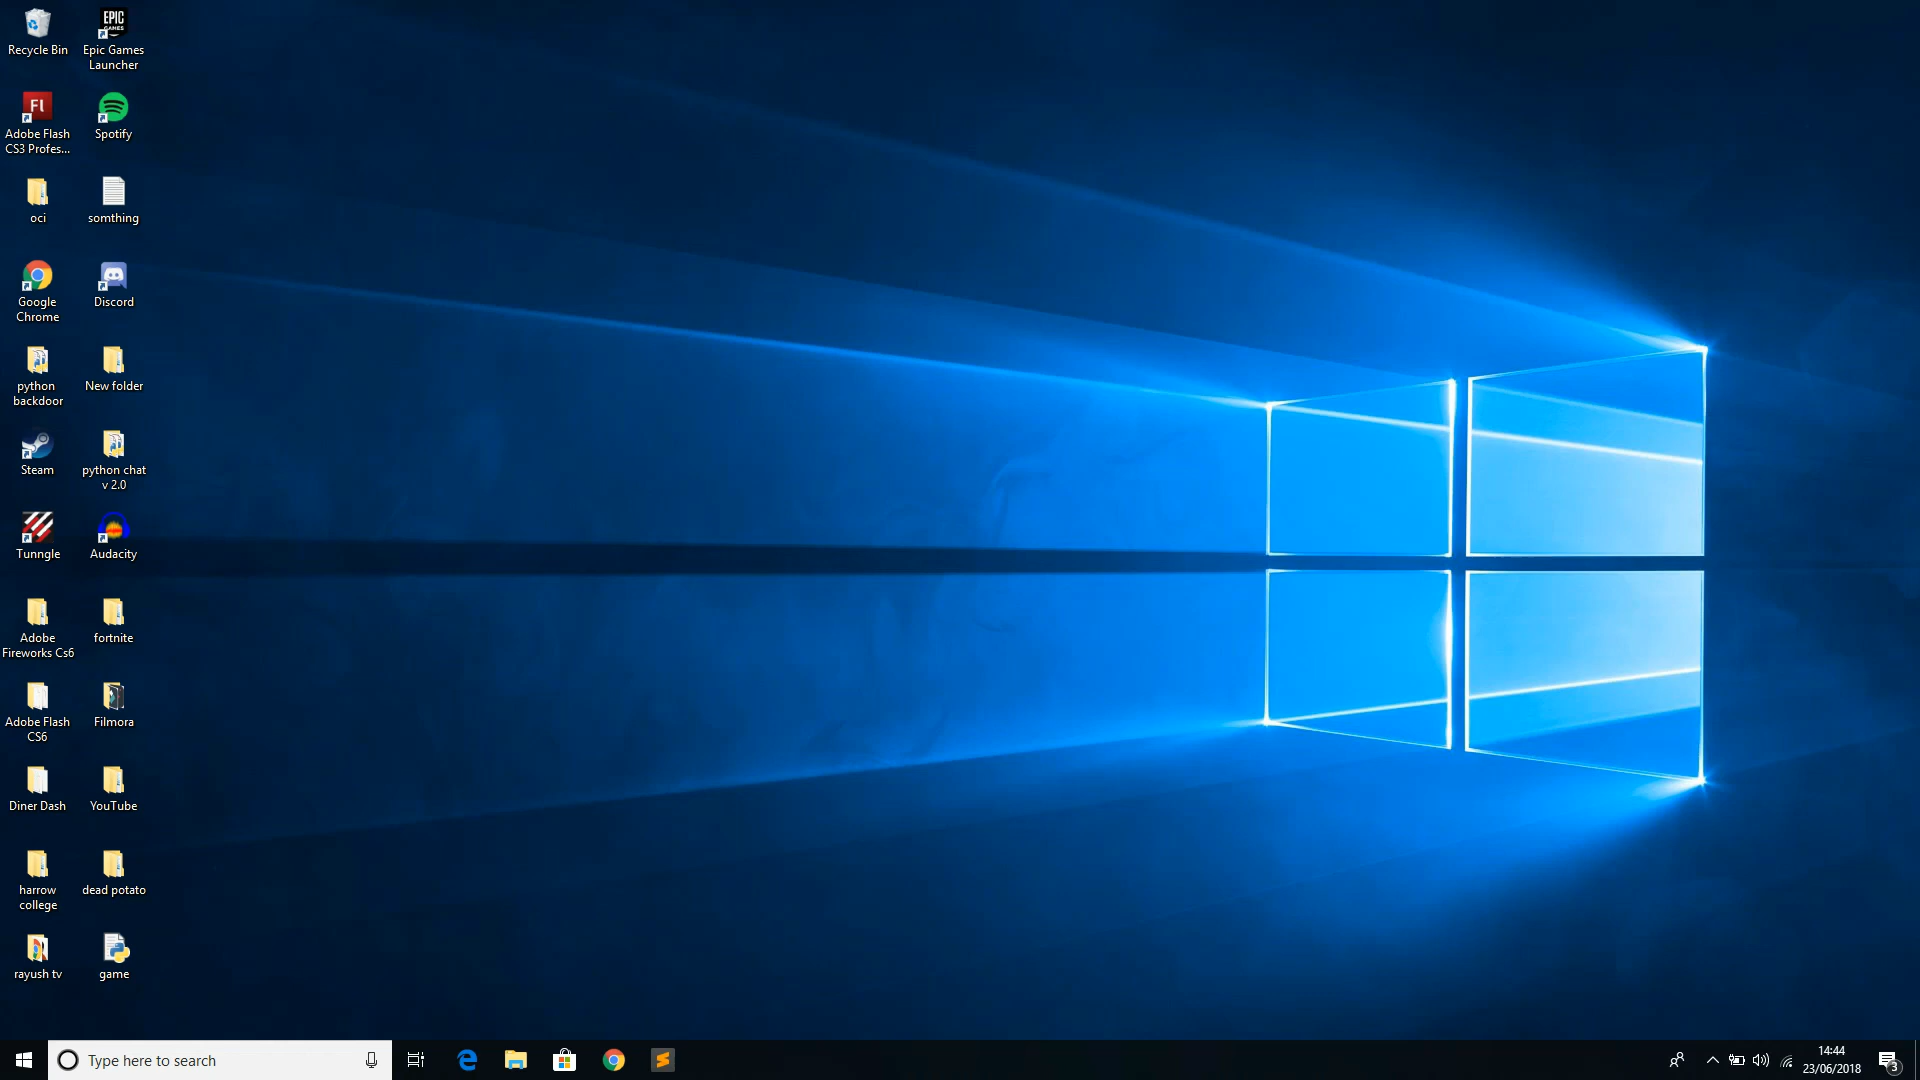 Recycle Bin
EPIC
GAMES
Epic Games
Launcher
Fl
Adobe Flash
CS3 Profes...
Spotify
oci
somthing
Google
Chrome
Discord
python
backdoor
New folder
Steam
python chat
v 2.0
Tunngle
Audacity
Adobe
Fireworks Cs6
fortnite
Adobe Flash
CS6
Filmora
Diner Dash
YouTube
harrow
college
dead potato
rayush tv
game
Type here to search
14:44
23/06/2018
3